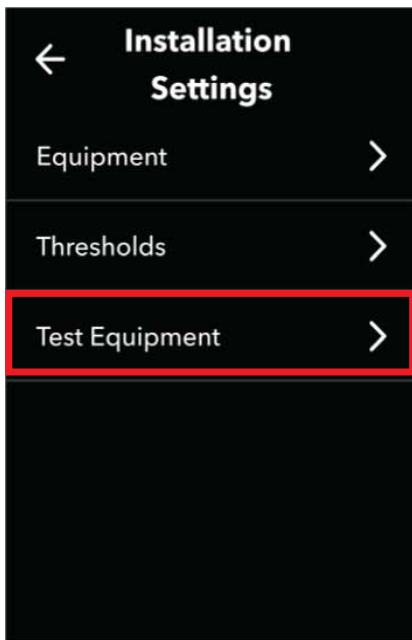 Installation
Settings
Equipment
Thresholds
Test Equipment